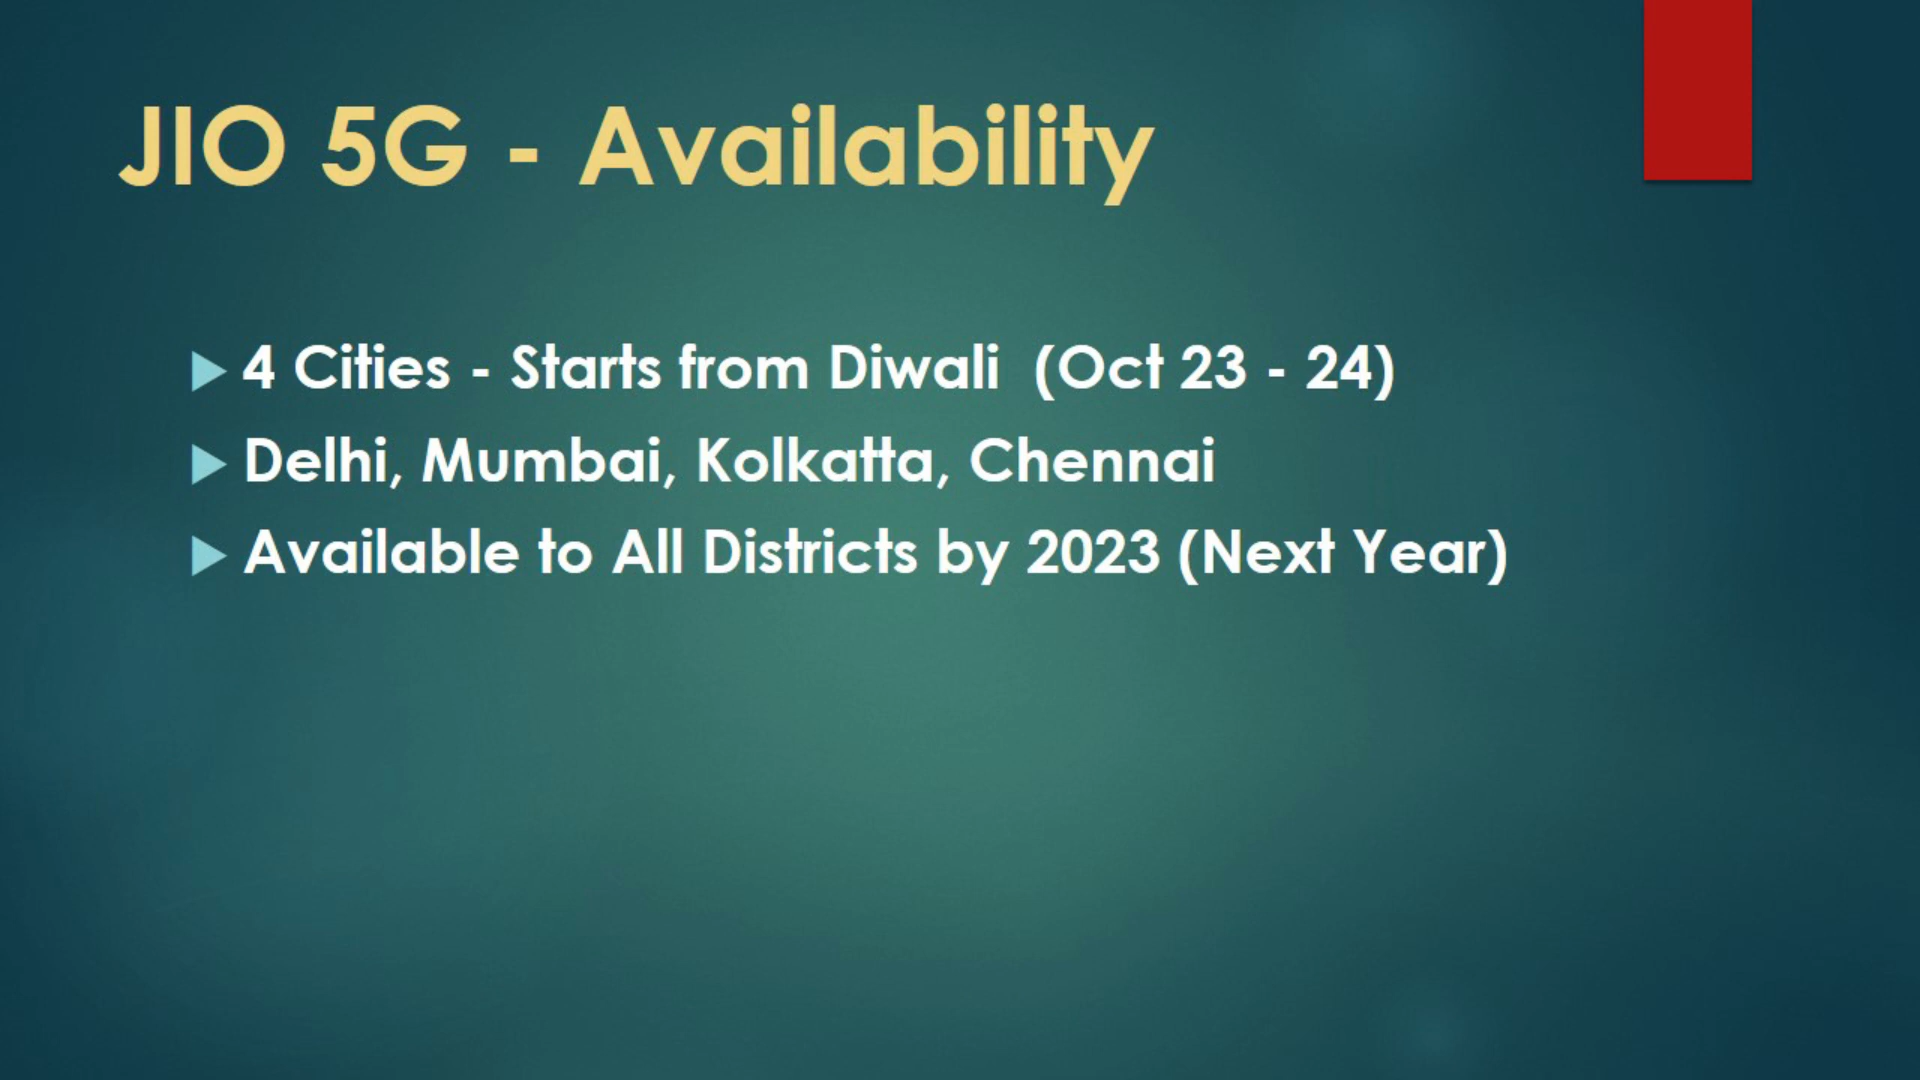 JIO 5G - Availability
4 Cities - Starts from Diwali (Oct 23 - 24)
Delhi, Mumbai, Kolkatta, Chennai
Available to All Districts by 2023 (Next Year)